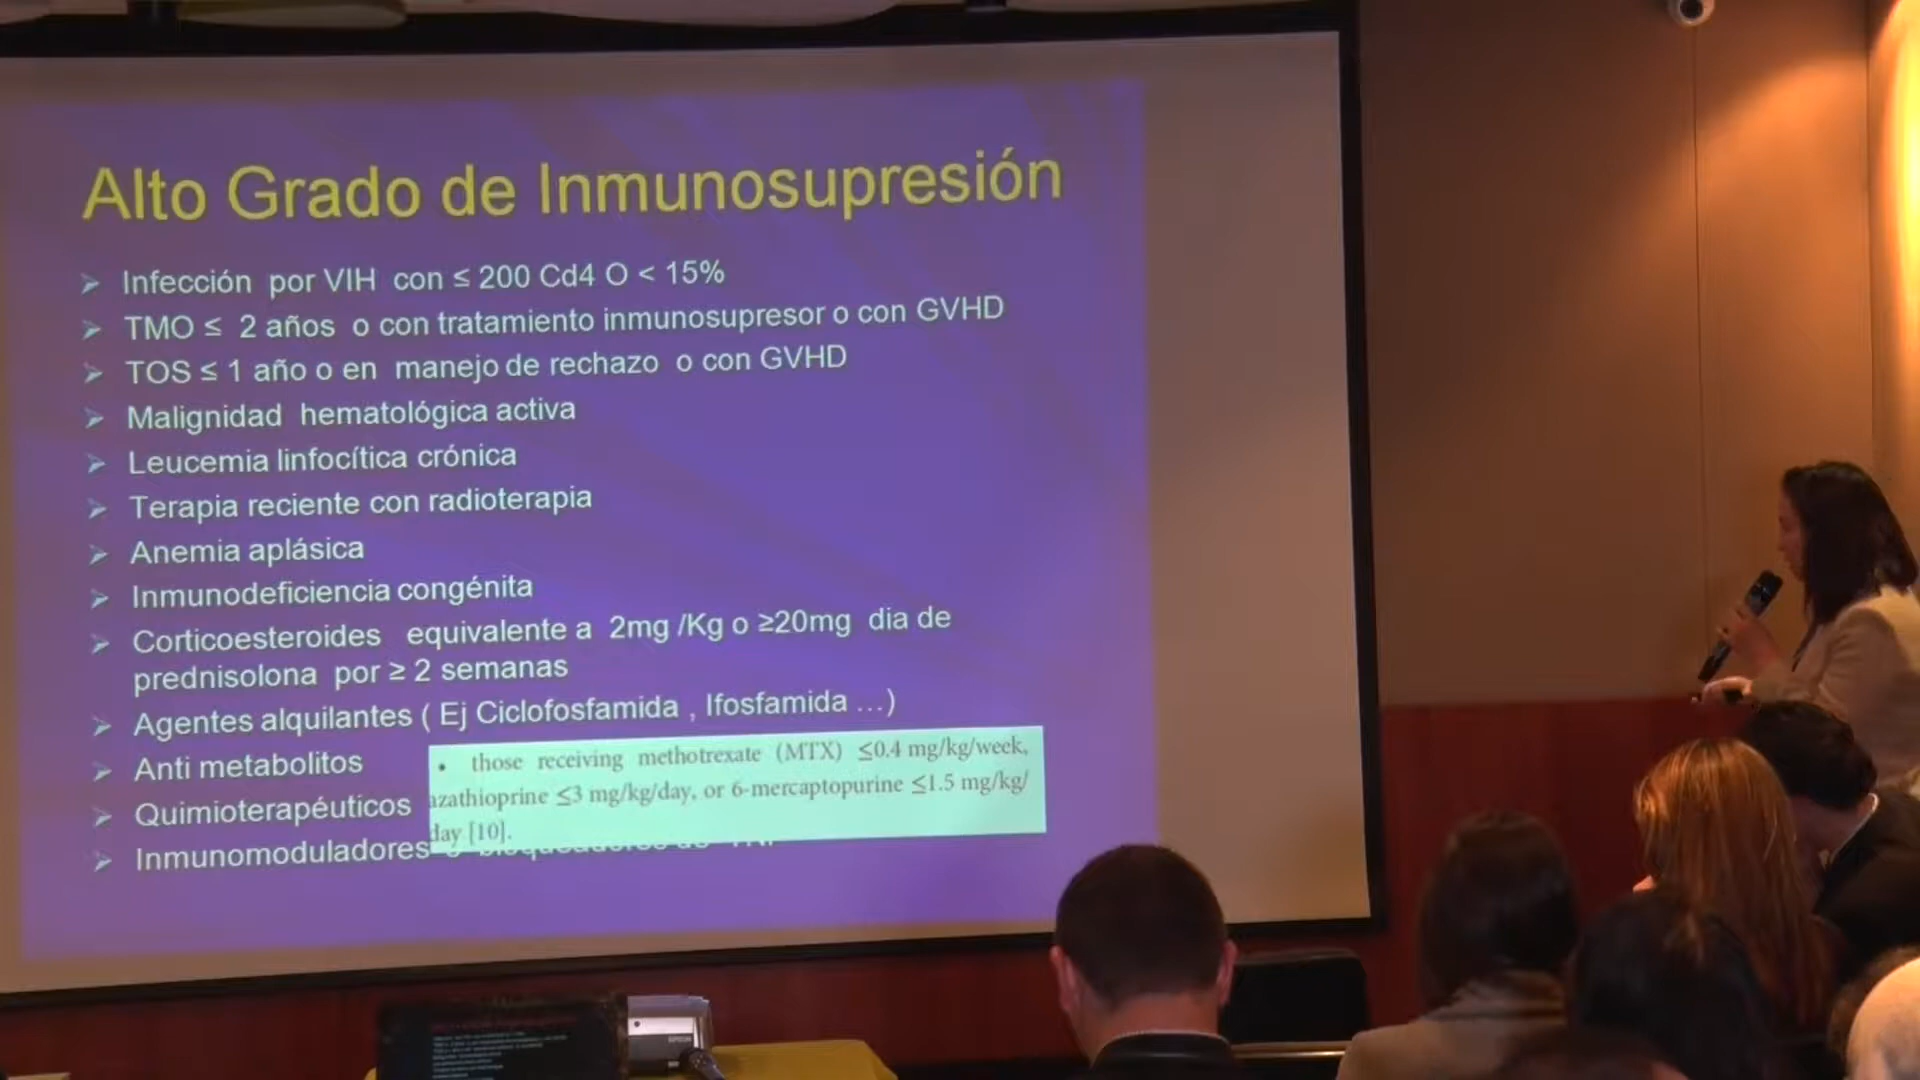 Alto Grado de Inmunosupresión
Infección por VIH con ≤ 200 Cd4 O < 15%
TMO ≤ 2 años o con tratamiento inmunosupresor o con GVHD
TOS ≤ 1 año o en manejo de rechazo o con GVHD
Malignidad hematológica activa
Leucemia linfocítica crónica
Terapia reciente con radioterapia
Anemia aplásica
Inmunodeficiencia congénita
Corticoesteroides equivalente a 2mg /Kg o ≥20mg dia de
prednisolona por ≥ 2 semanas
Agentes alquilantes ( Ej Ciclofosfamida , Ifosfamida ...)
Anti metabolitos
• those receiving methotrexate (MTX) ≤0.4 mg/kg/week,
azathioprine ≤3 mg/kg/day, or 6-mercaptopurine ≤1.5 mg/kg/
day [10].
Quimioterapéuticos
Inmunomoduladores